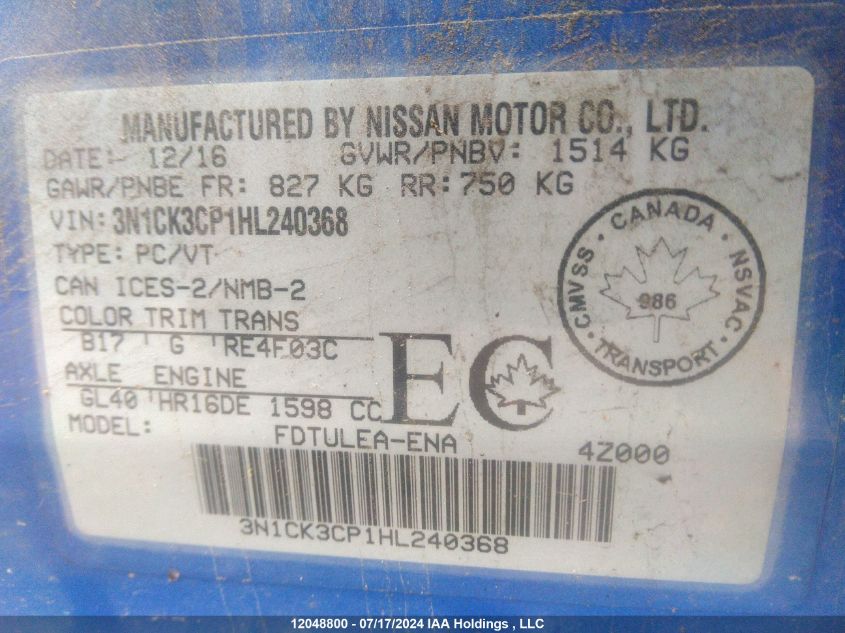 MANUFACTURED BY NISSAN MOTOR CO., LTD.
DATE: 12/16 GVWR/PNBV: 1514 KG
GAWR/PNBE FR: 827 KG RR: 750 KG
VIN: 3N1CK3CP1HL240368
TYPE: PC/VT
CAN ICES-2/NMB-2
COLOR TRIM TRANS
B17 ' G 'RE4F03C
AXLE ENGINE
GL40 'HR16DE 1598 CC
MODEL: FDTULEA-ENA 4Z000
EC
CMVSS · CANADA · NSVAC · TRANSPORT ·
986
3N1CK3CP1HL240368
12048800 - 07/17/2024 IAA Holdings , LLC